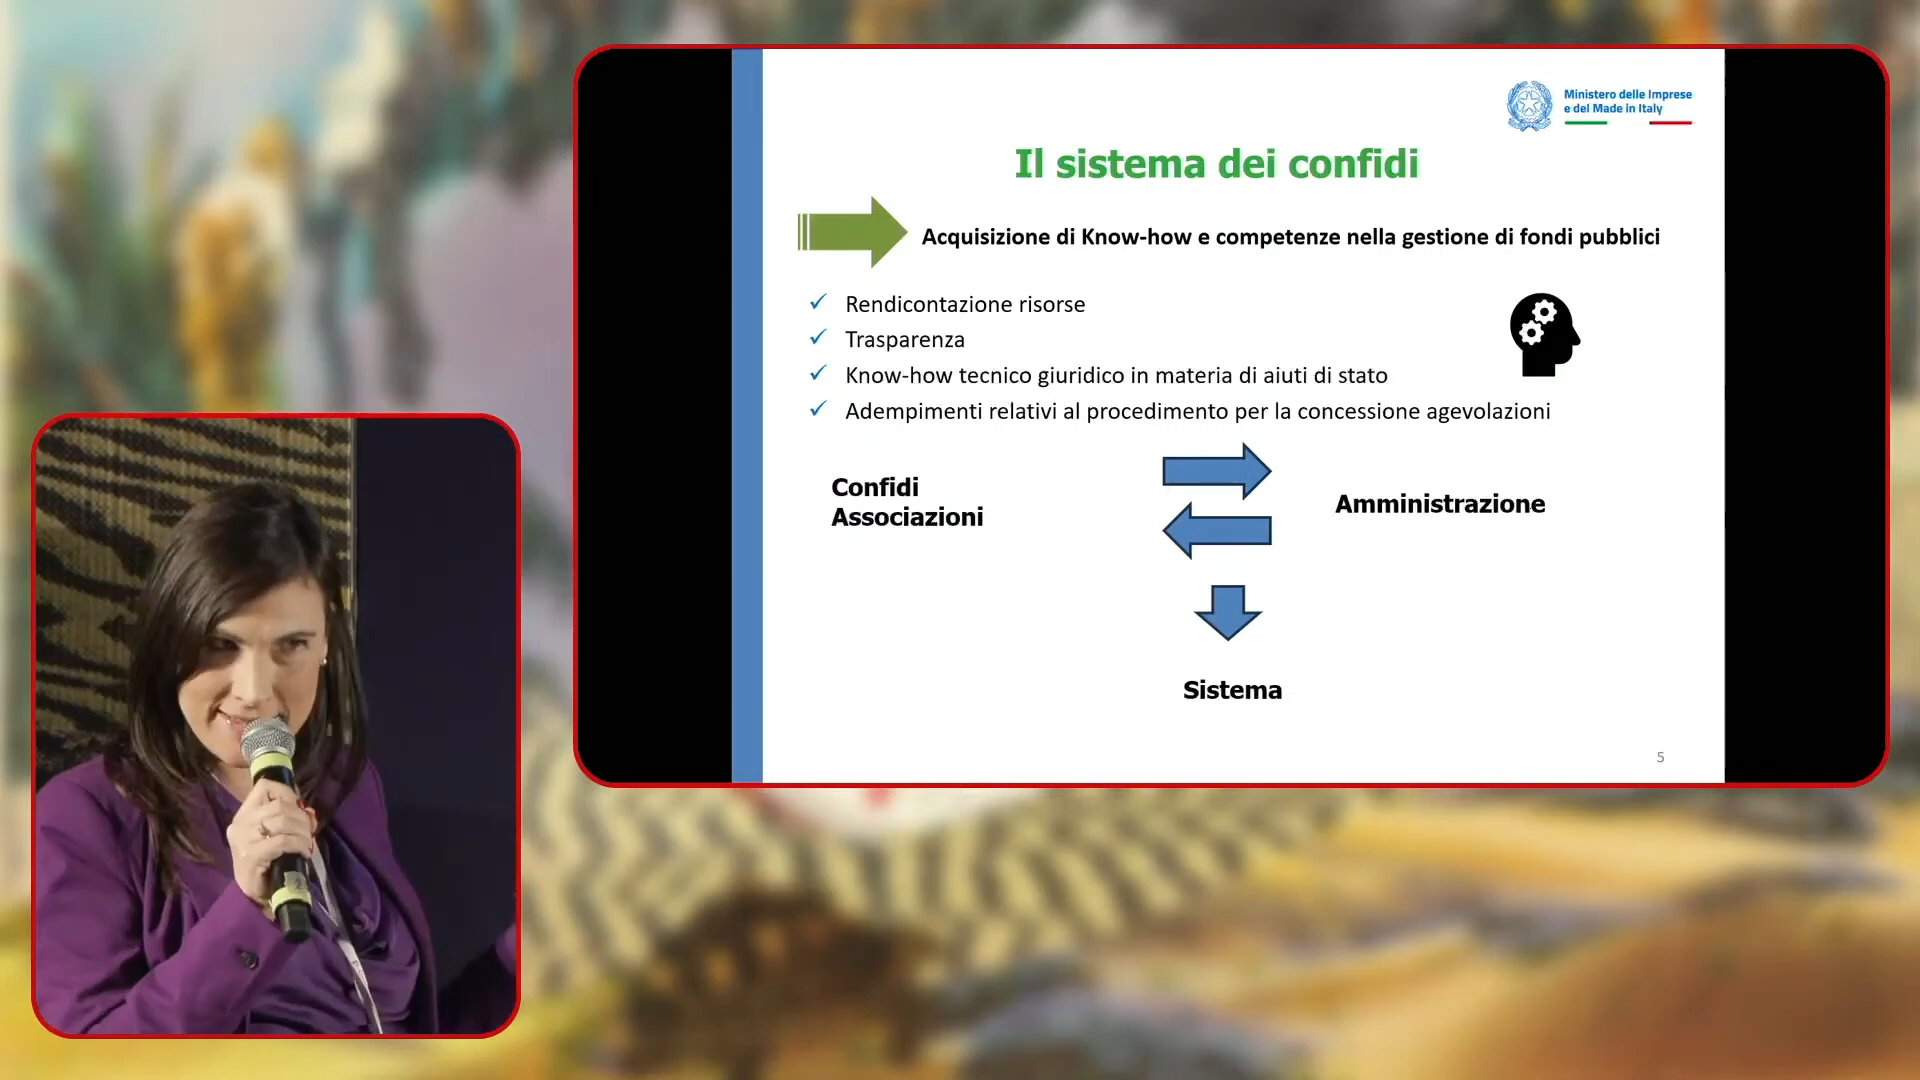 Ministero delle Imprese
e del Made in Italy
Il sistema dei confidi
Acquisizione di Know-how e competenze nella gestione di fondi pubblici
Rendicontazione risorse
Trasparenza
Know-how tecnico giuridico in materia di aiuti di stato
Adempimenti relativi al procedimento per la concessione agevolazioni
Confidi
Associazioni
Amministrazione
Sistema
5